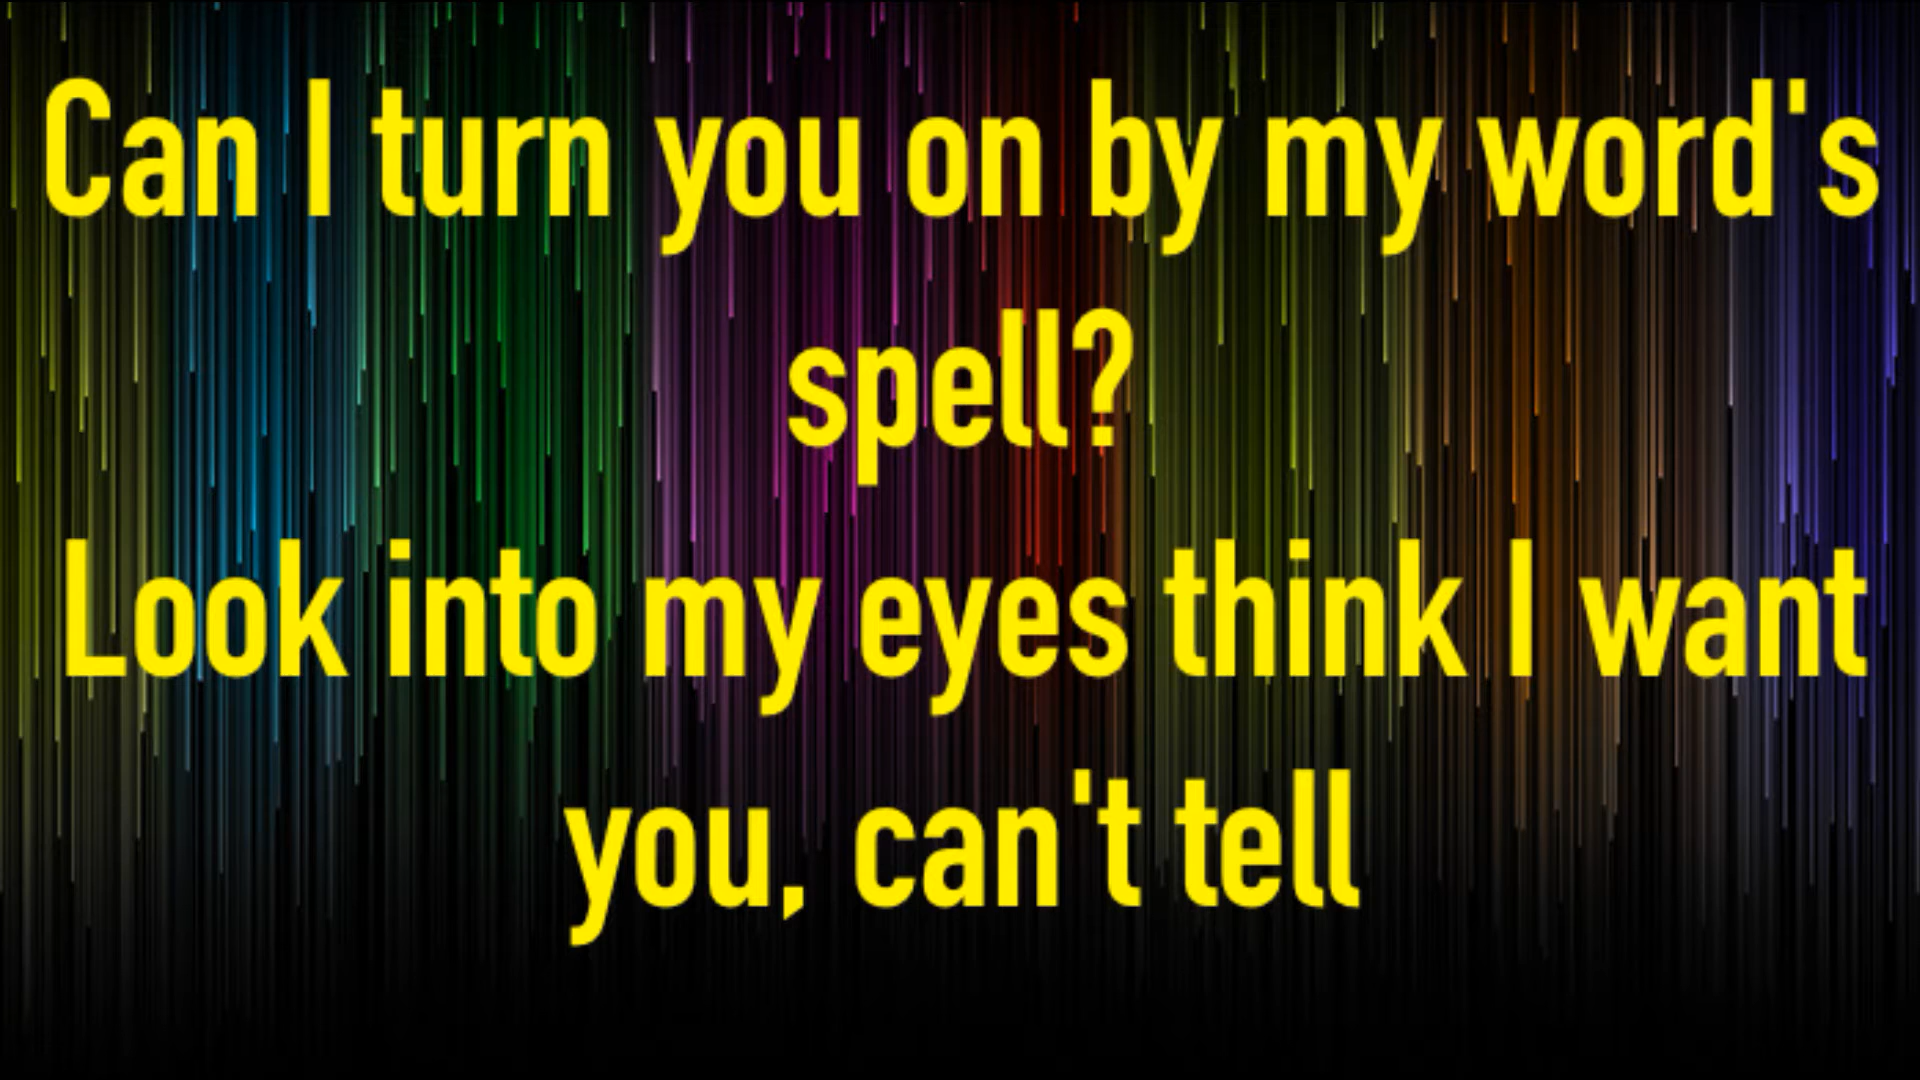 Can I turn you on by my word's
spell?
Look into my eyes think I want
you, can't tell